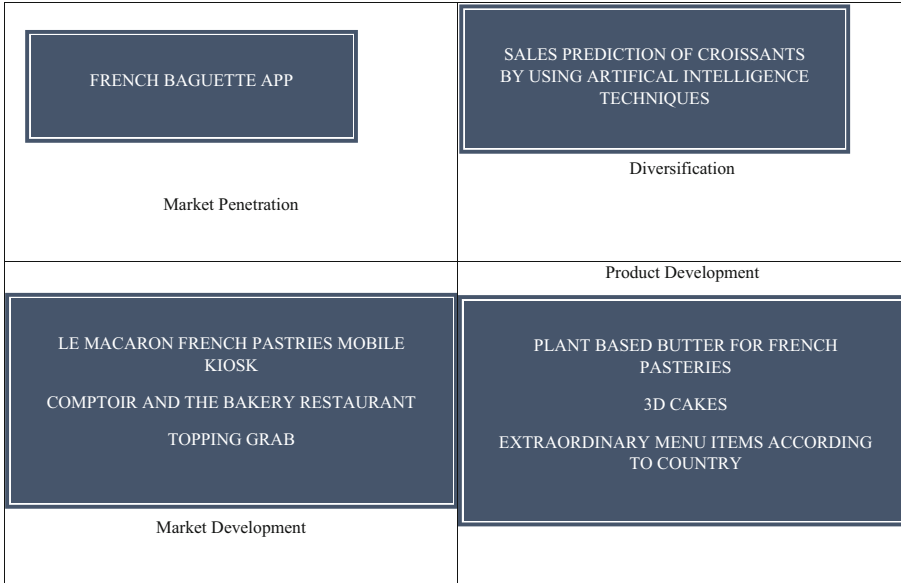 FRENCH BAGUETTE APP
Market Penetration
SALES PREDICTION OF CROISSANTS
BY USING ARTIFICAL INTELLIGENCE
TECHNIQUES
Diversification
LE MACARON FRENCH PASTRIES MOBILE
KIOSK
COMPTOIR AND THE BAKERY RESTAURANT
TOPPING GRAB
Market Development
Product Development
PLANT BASED BUTTER FOR FRENCH
PASTERIES
3D CAKES
EXTRAORDINARY MENU ITEMS ACCORDING
TO COUNTRY